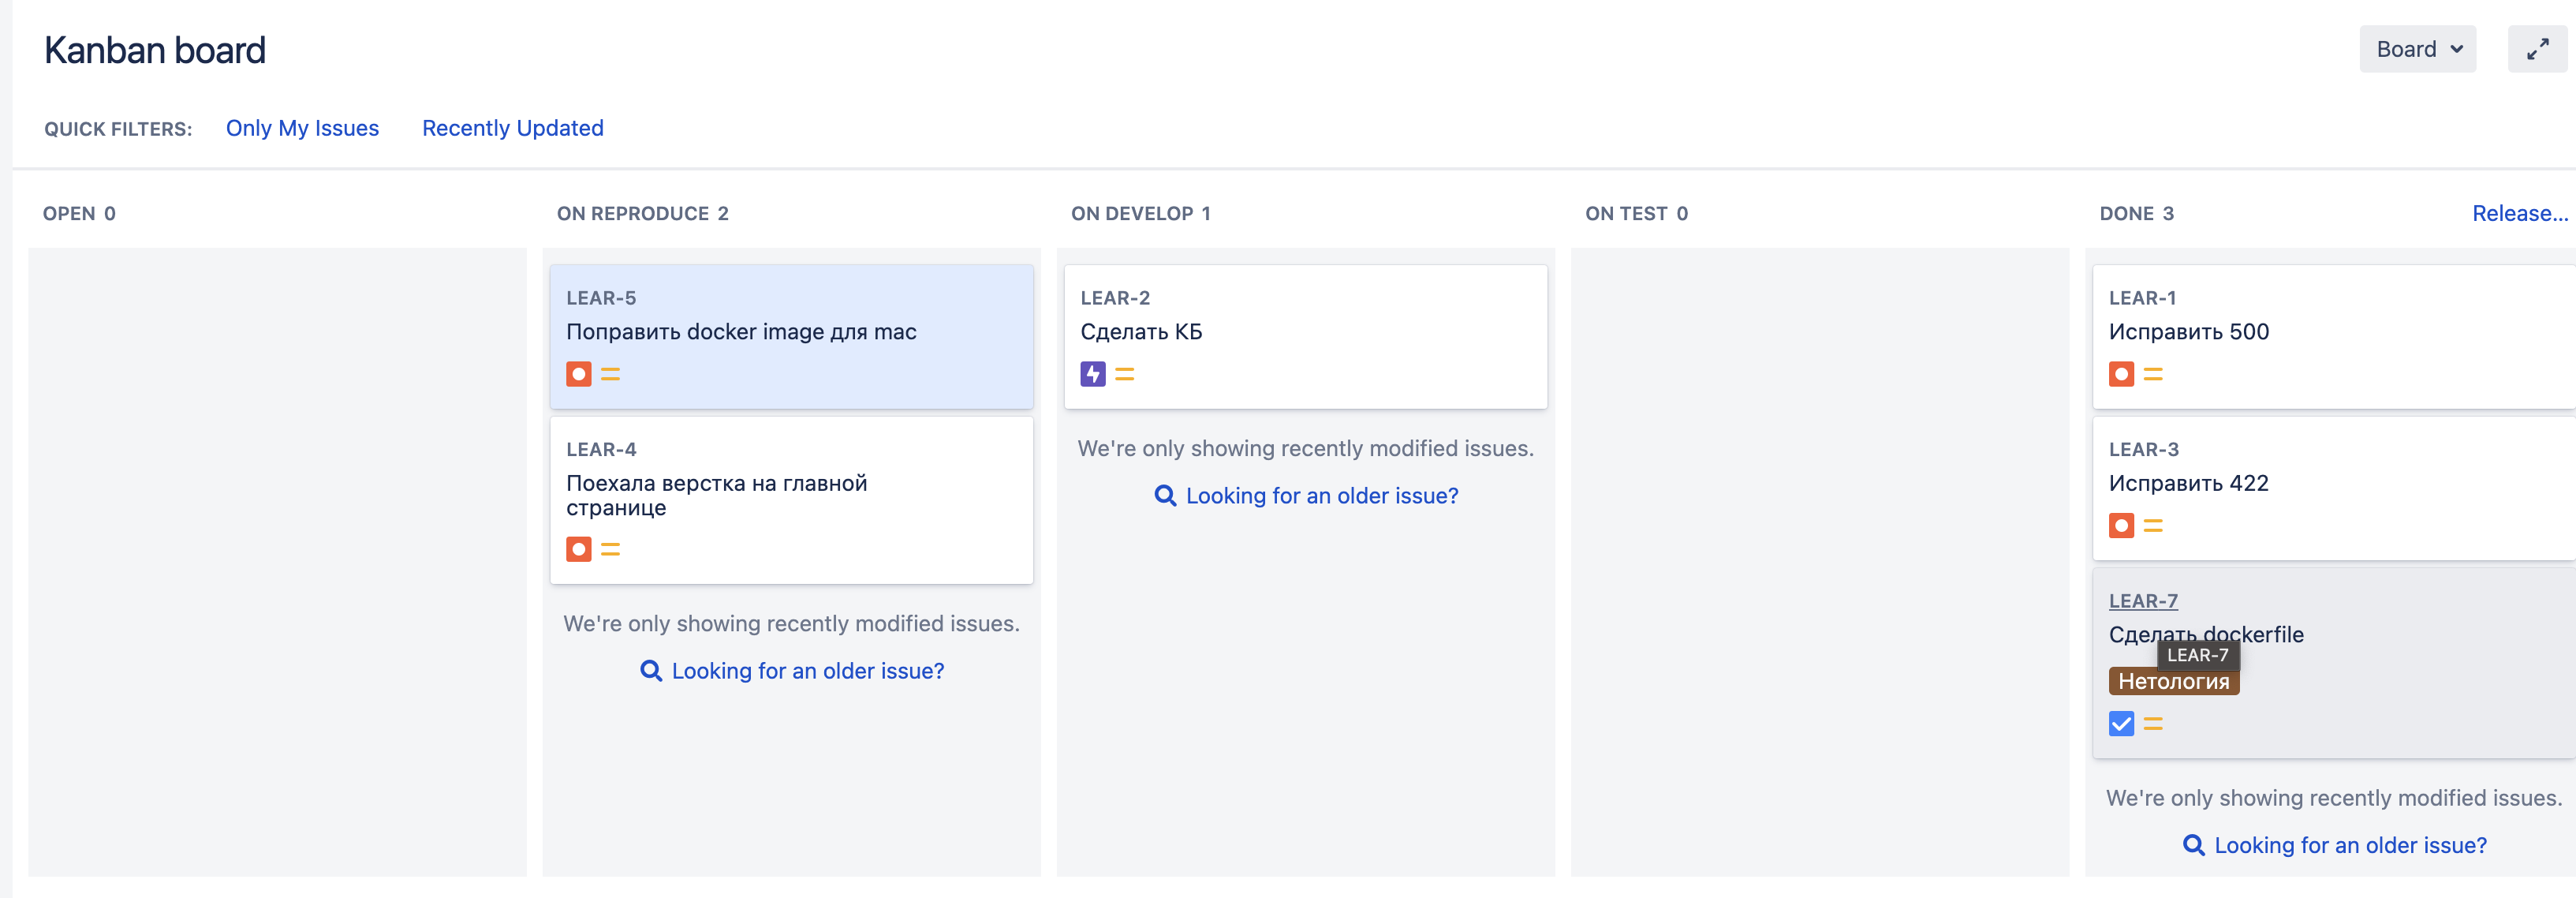 Kanban board
Board
QUICK FILTERS: Only My Issues Recently Updated
OPEN 0
ON REPRODUCE 2
LEAR-5
Поправить docker image для mac
LEAR-4
Поехала верстка на главной
странице
We're only showing recently modified issues.
Looking for an older issue?
ON DEVELOP 1
LEAR-2
Сделать КБ
We're only showing recently modified issues.
Looking for an older issue?
ON TEST 0
DONE 3
Release...
LEAR-1
Исправить 500
LEAR-3
Исправить 422
LEAR-7
Сделать dockerfile
LEAR-7
Нетология
We're only showing recently modified issues.
Looking for an older issue?